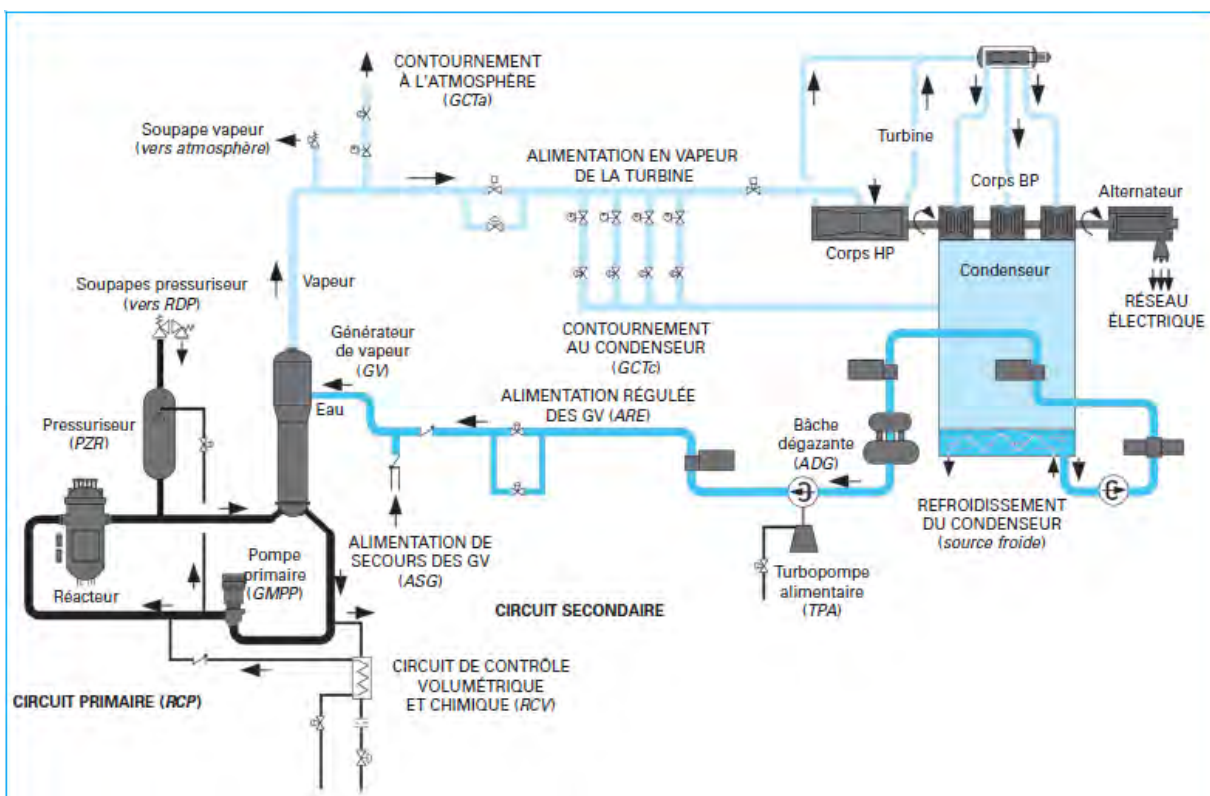 CONTOURNEMENT
À L'ATMOSPHÈRE
(GCTa)
Soupape vapeur
(vers atmosphère)
ALIMENTATION EN VAPEUR
DE LA TURBINE
Turbine
Corps BP
Alternateur
Corps HP
Condenseur
RÉSEAU
ÉLECTRIQUE
Soupapes pressuriseur
(vers RDP)
Vapeur
Générateur
de vapeur
(GV)
Eau
CONTOURNEMENT
AU CONDENSEUR
(GCTc)
ALIMENTATION RÉGULÉE
DES GV (ARE)
Pressuriseur
(PZR)
Bâche
dégazante
(ADG)
REFROIDISSEMENT
DU CONDENSEUR
(source froide)
ALIMENTATION DE
SECOURS DES GV
(ASG)
Pompe
primaire
(GMPP)
Réacteur
Turbopompe
alimentaire
(TPA)
CIRCUIT SECONDAIRE
CIRCUIT DE CONTRÔLE
VOLUMÉTRIQUE
ET CHIMIQUE (RCV)
CIRCUIT PRIMAIRE (RCP)